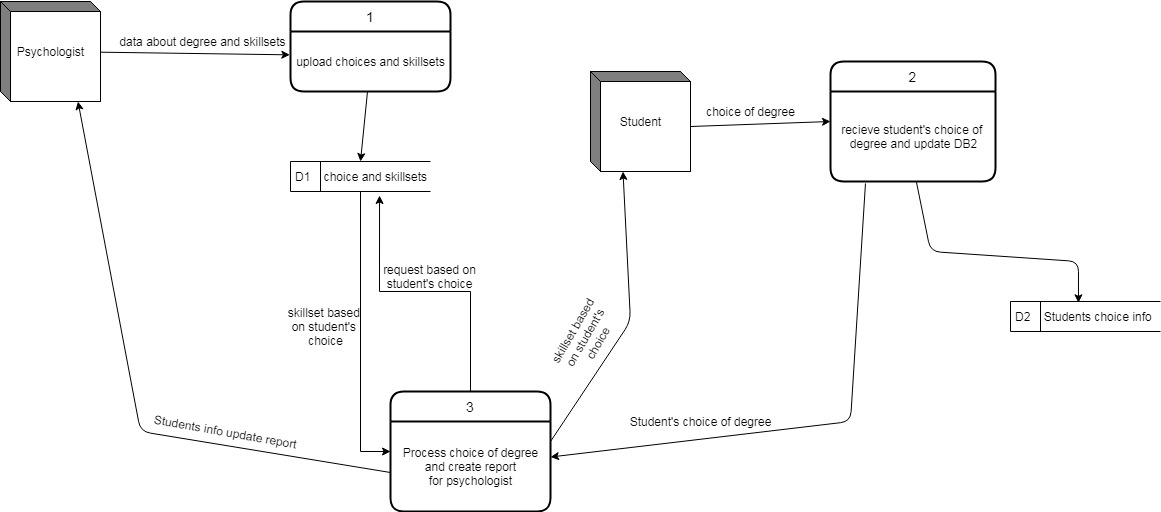 1
Psychologist
data about degree and skillsets
upload choices and skillsets
2
Student
choice of degree
recieve student's choice of
degree and update DB2
D1
choice and skillsets
request based on
student's choice
skillset based
on student's
choice
skillset based
on student's
choice
D2
Students choice info
3
Students info update report
Student's choice of degree
Process choice of degree
and create report
for psychologist